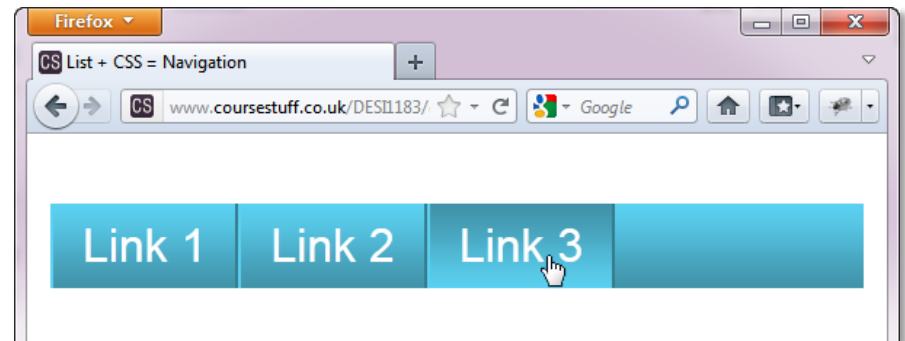 Firefox
CS List + CSS = Navigation
CS www.coursestuff.co.uk/DESI1183/ Google
Link 1 Link 2 Link 3